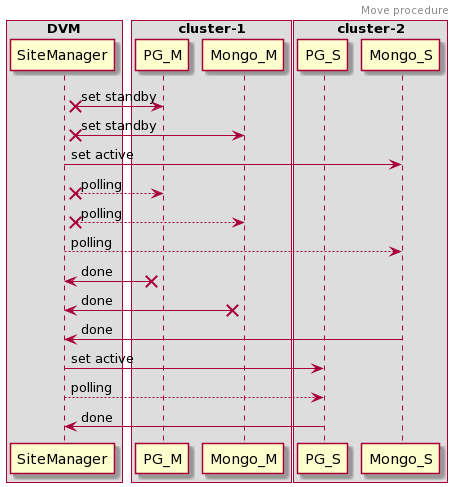 Move procedure
DVM cluster-1 cluster-2
SiteManager PG_M Mongo_M PG_S Mongo_S
set standby
set standby
set active
polling
polling
polling
done
done
done
set active
polling
done
SiteManager PG_M Mongo_M PG_S Mongo_S